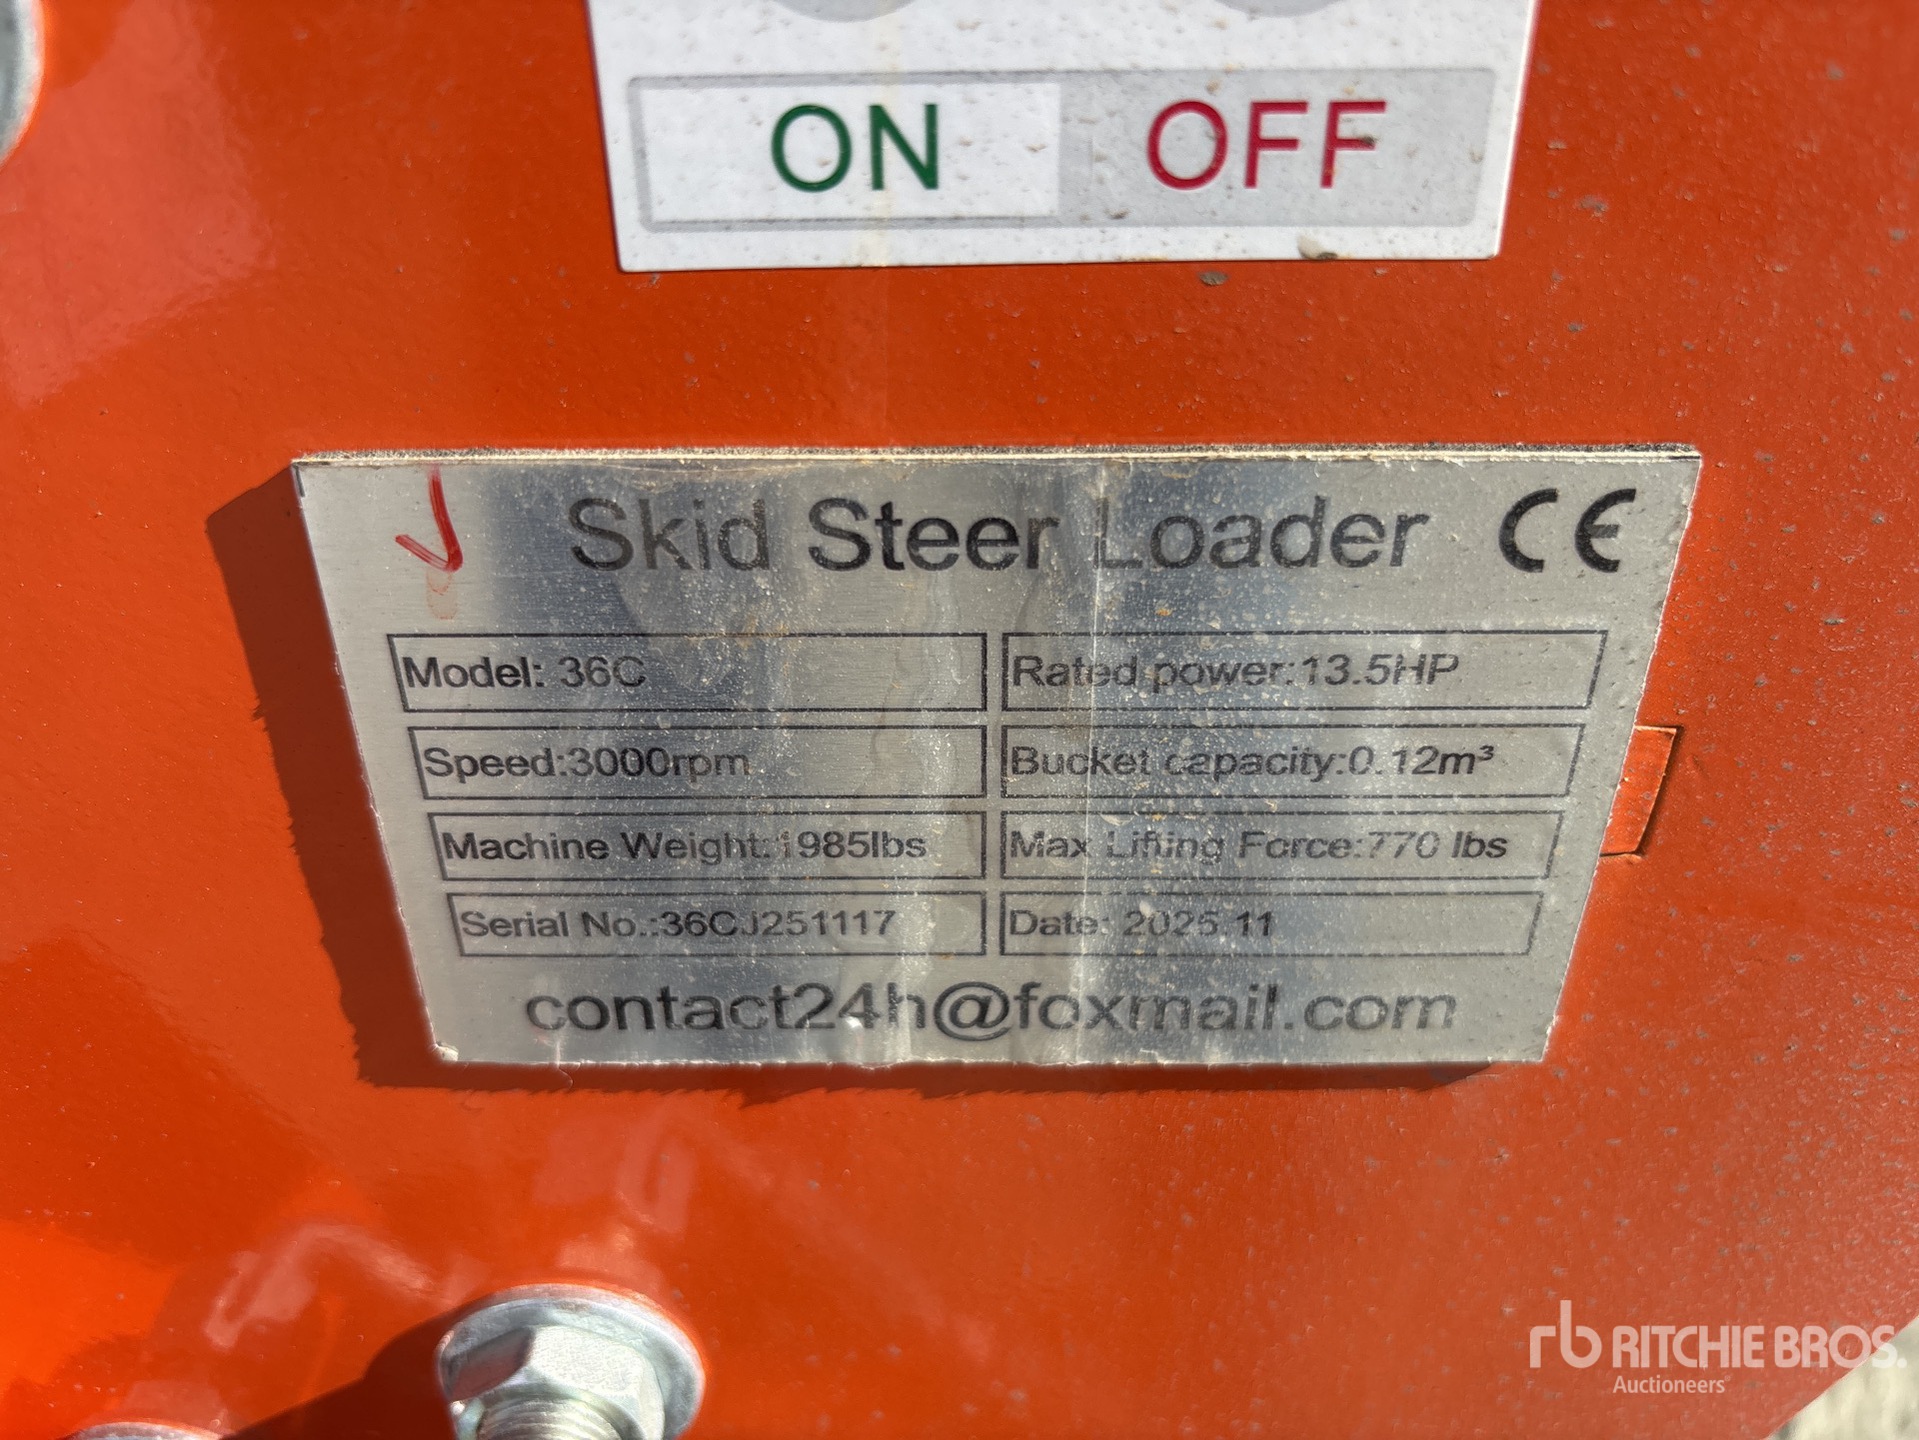 ON OFF
Skid Steer Loader CE
Model: 36C
Rated power:13.5HP
Speed:3000rpm
Bucket capacity:0.12m³
Machine Weight:1985lbs
Max Lifting Force:770 lbs
Serial No.:36CJ251117
Date: 2025.11
contact24h@foxmail.com
rb RITCHIE BROS.
Auctioneers